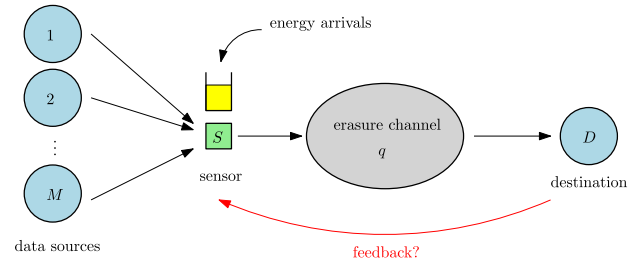 energy arrivals
1
2
⋮
M
data sources
S
sensor
erasure channel
q
D
destination
feedback?